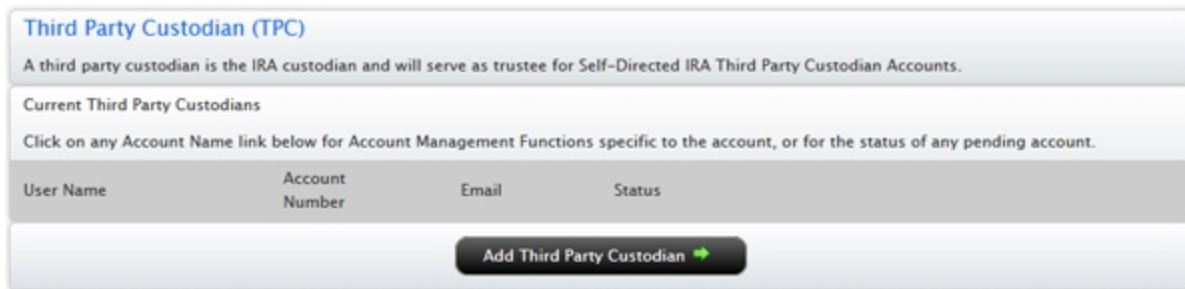 Third Party Custodian (TPC)
A third party custodian is the IRA custodian and will serve as trustee for Self-Directed IRA Third Party Custodian Accounts.
Current Third Party Custodians
Click on any Account Name link below for Account Management Functions specific to the account, or for the status of any pending account.
User Name Account Number Email Status
Add Third Party Custodian